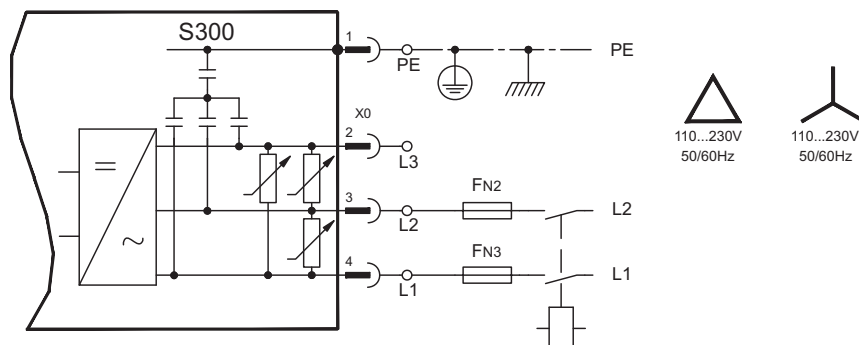 S300
1
PE
PE
X0
2
L3
3
L2
FN2
L2
4
L1
FN3
L1
110...230V
50/60Hz
110...230V
50/60Hz